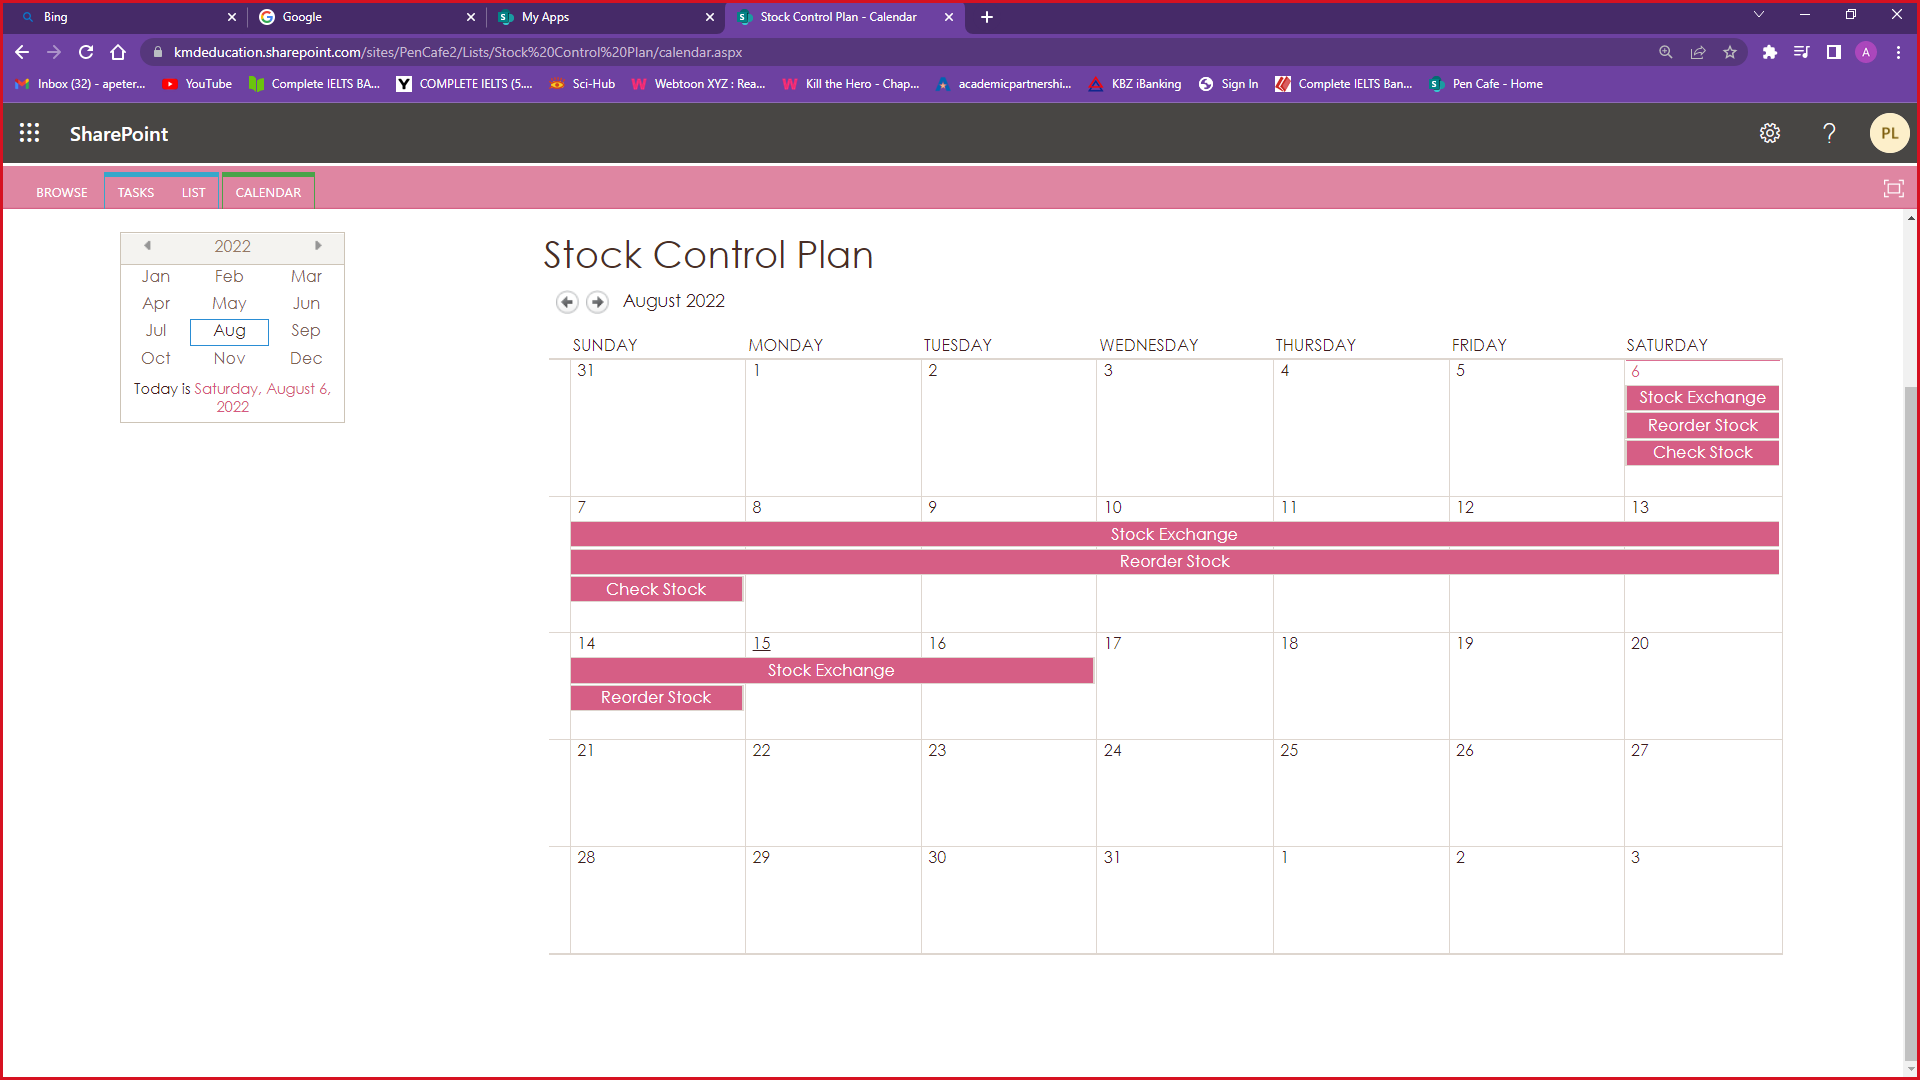 Bing
Google
My Apps
Stock Control Plan - Calendar
kmdeducation.sharepoint.com/sites/PenCafe2/Lists/Stock%20Control%20Plan/calendar.aspx
A
Inbox (32) - apeter...
YouTube
Complete IELTS BA...
COMPLETE IELTS (5....
Sci-Hub
Webtoon XYZ : Rea...
Kill the Hero - Chap...
academicpartnershi...
KBZ iBanking
Sign In
Complete IELTS Ban...
Pen Cafe - Home
SharePoint
?
PL
BROWSE TASKS LIST CALENDAR
2022
Jan Feb Mar
Apr May Jun
Jul Aug Sep
Oct Nov Dec
Today is Saturday, August 6,
2022
Stock Control Plan
August 2022
SUNDAY MONDAY TUESDAY WEDNESDAY THURSDAY FRIDAY SATURDAY
31 1 2 3 4 5 6
Stock Exchange
Reorder Stock
Check Stock
7 8 9 10 11 12 13
Stock Exchange
Reorder Stock
Check Stock
14 15 16 17 18 19 20
Stock Exchange
Reorder Stock
21 22 23 24 25 26 27
28 29 30 31 1 2 3